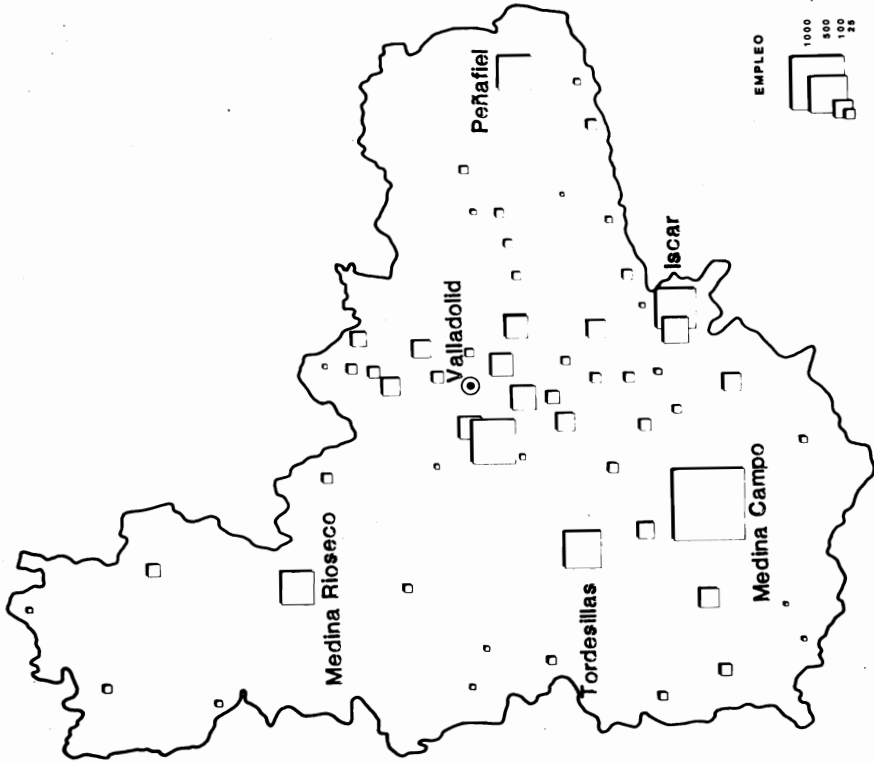 Medina Rioseco
Valladolid
Peñafiel
Tordesillas
Medina Campo
Iscar
EMPLEO
1000
500
100
25